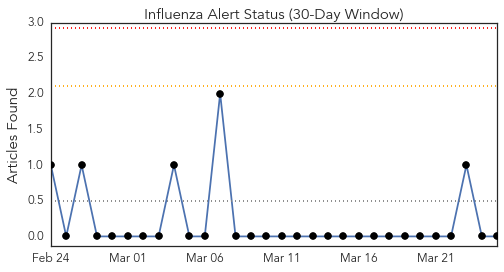 Influenza Alert Status (30-Day Window)
Articles Found
3.0
2.5
2.0
1.5
1.0
0.5
0.0
Feb 24 Mar 01 Mar 06 Mar 11 Mar 16 Mar 21